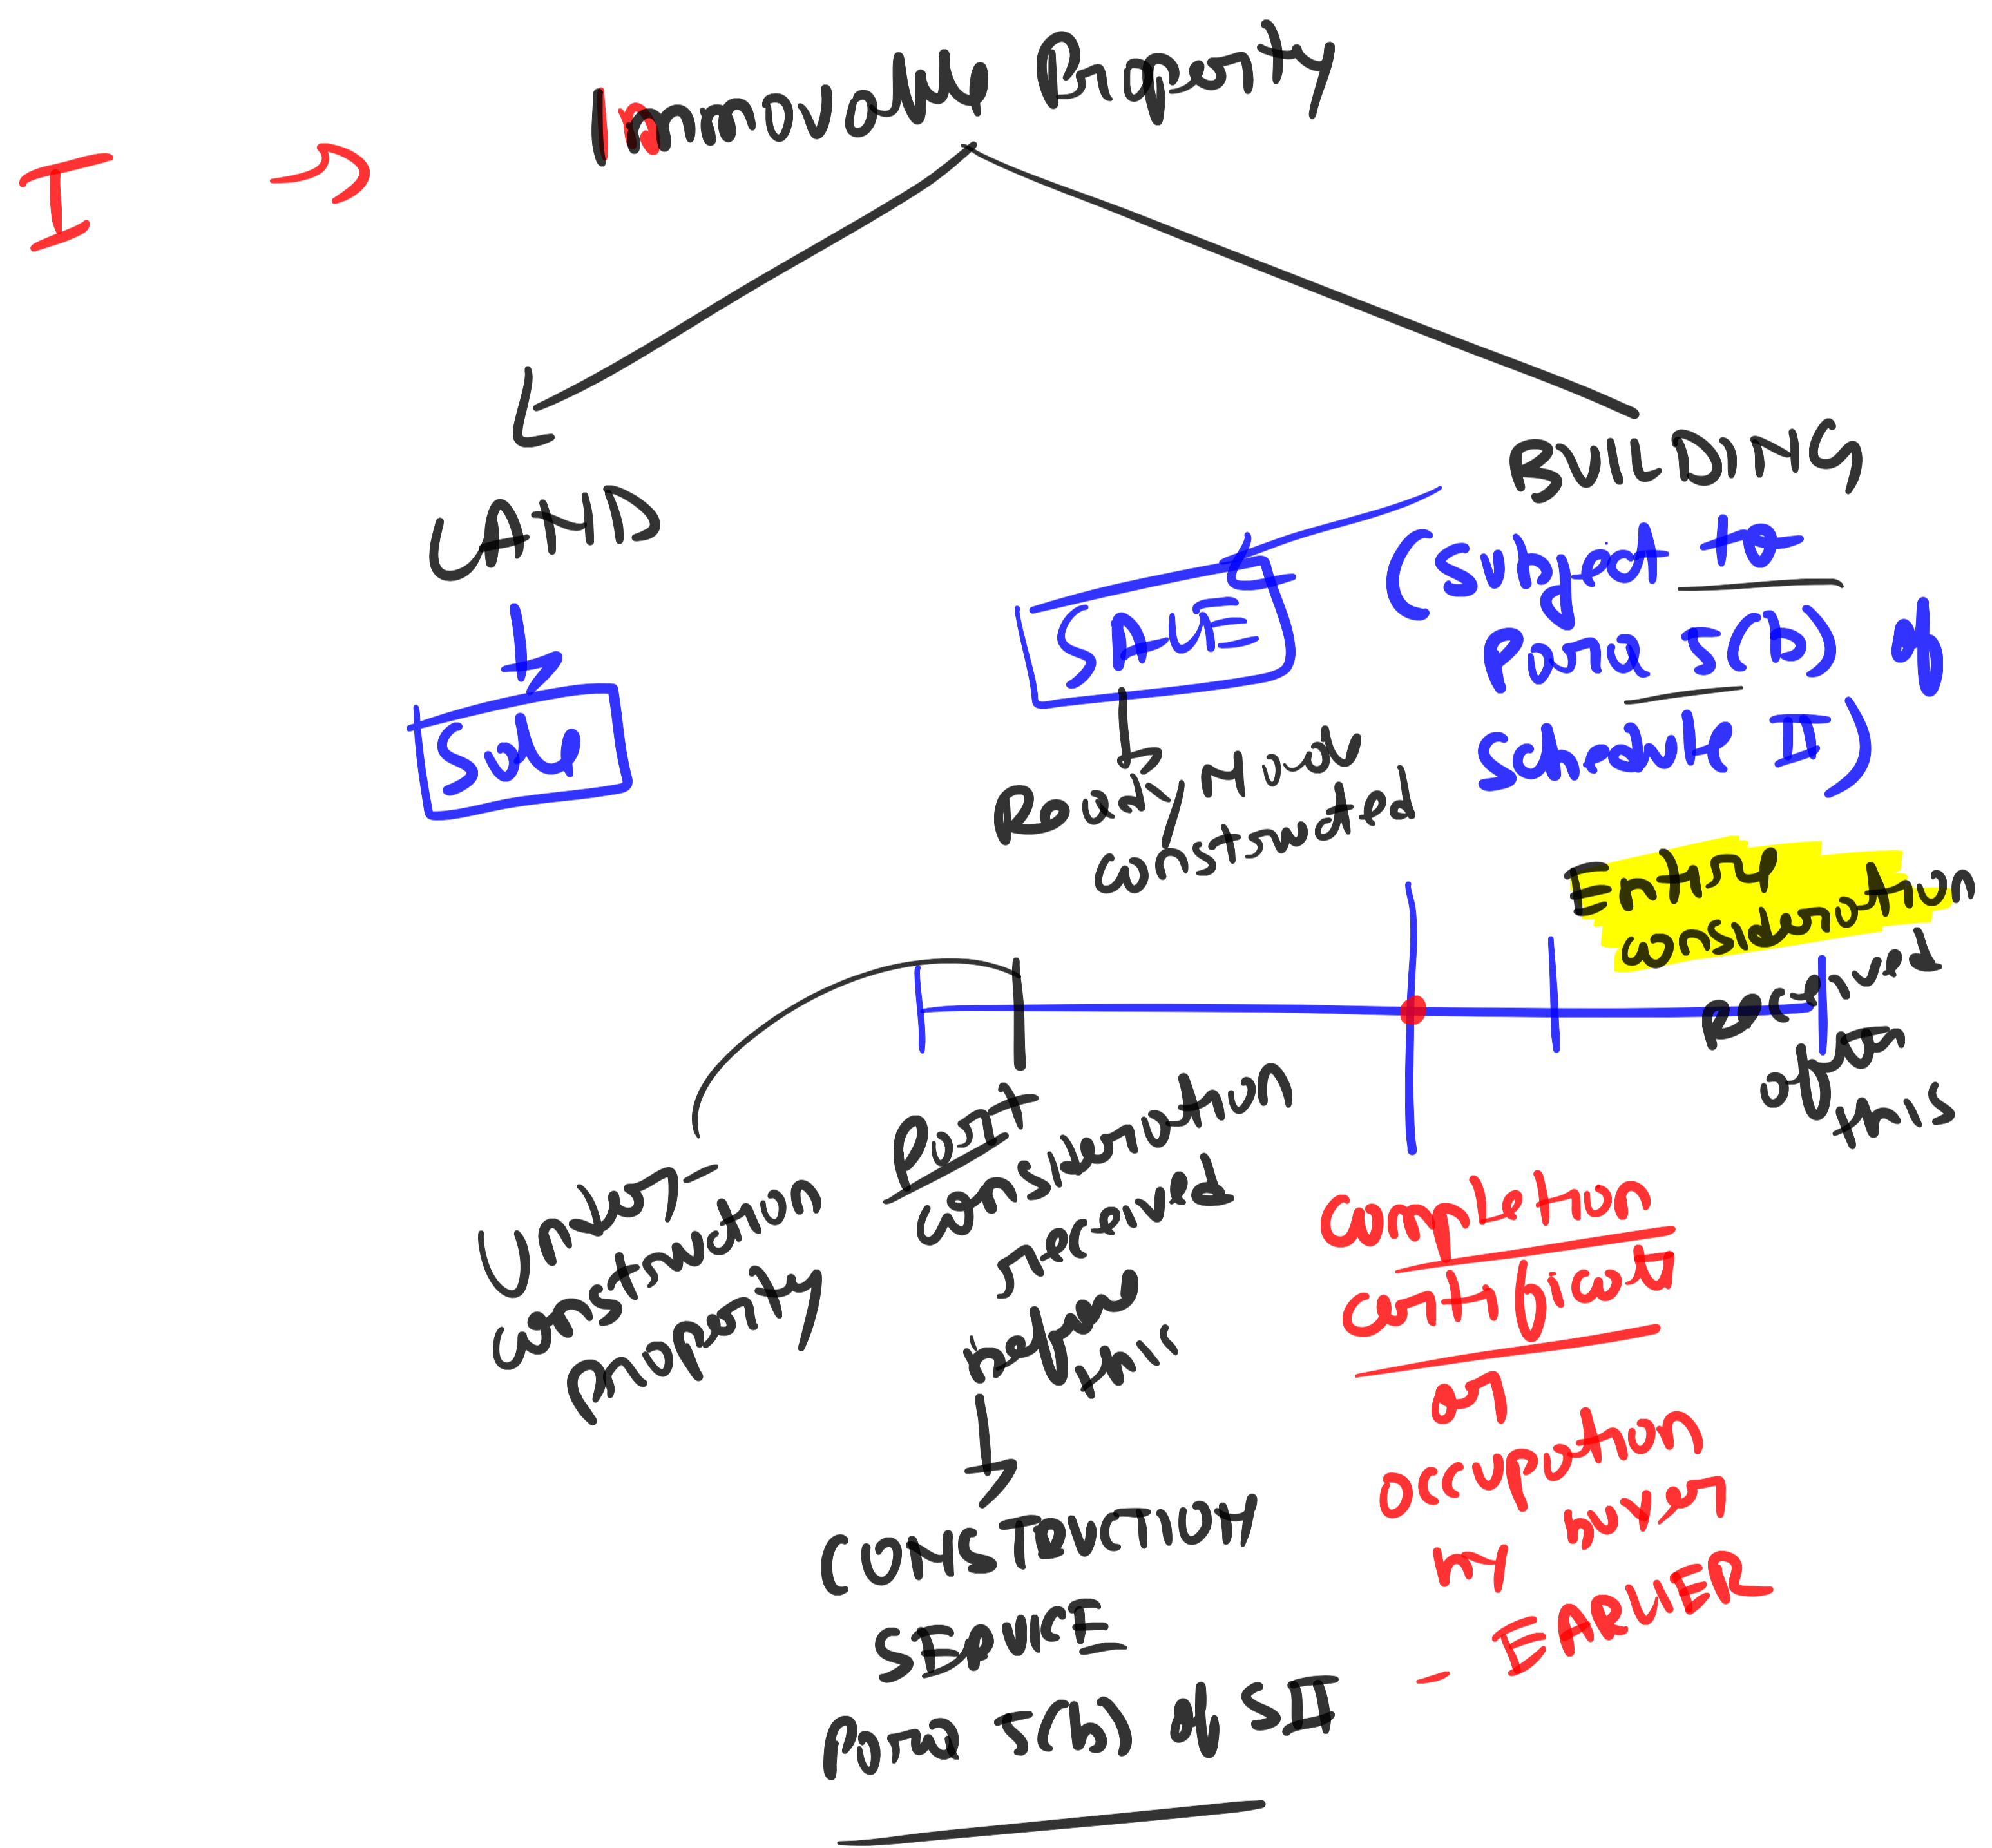 Immovable Property
I
LAND
BUILDING
(subject to
Para 5(b) of
schedule II)
Sale
SALE
Ready Mood
constructed
Entire
consideration
Received
after
this
Under-
construction
property
Part
consideration
received
before
this
CONSTRUCTION
SERVICE
Para 5(b) of SII
completion
certificate
or
occupation
by buyer
- EARLIER